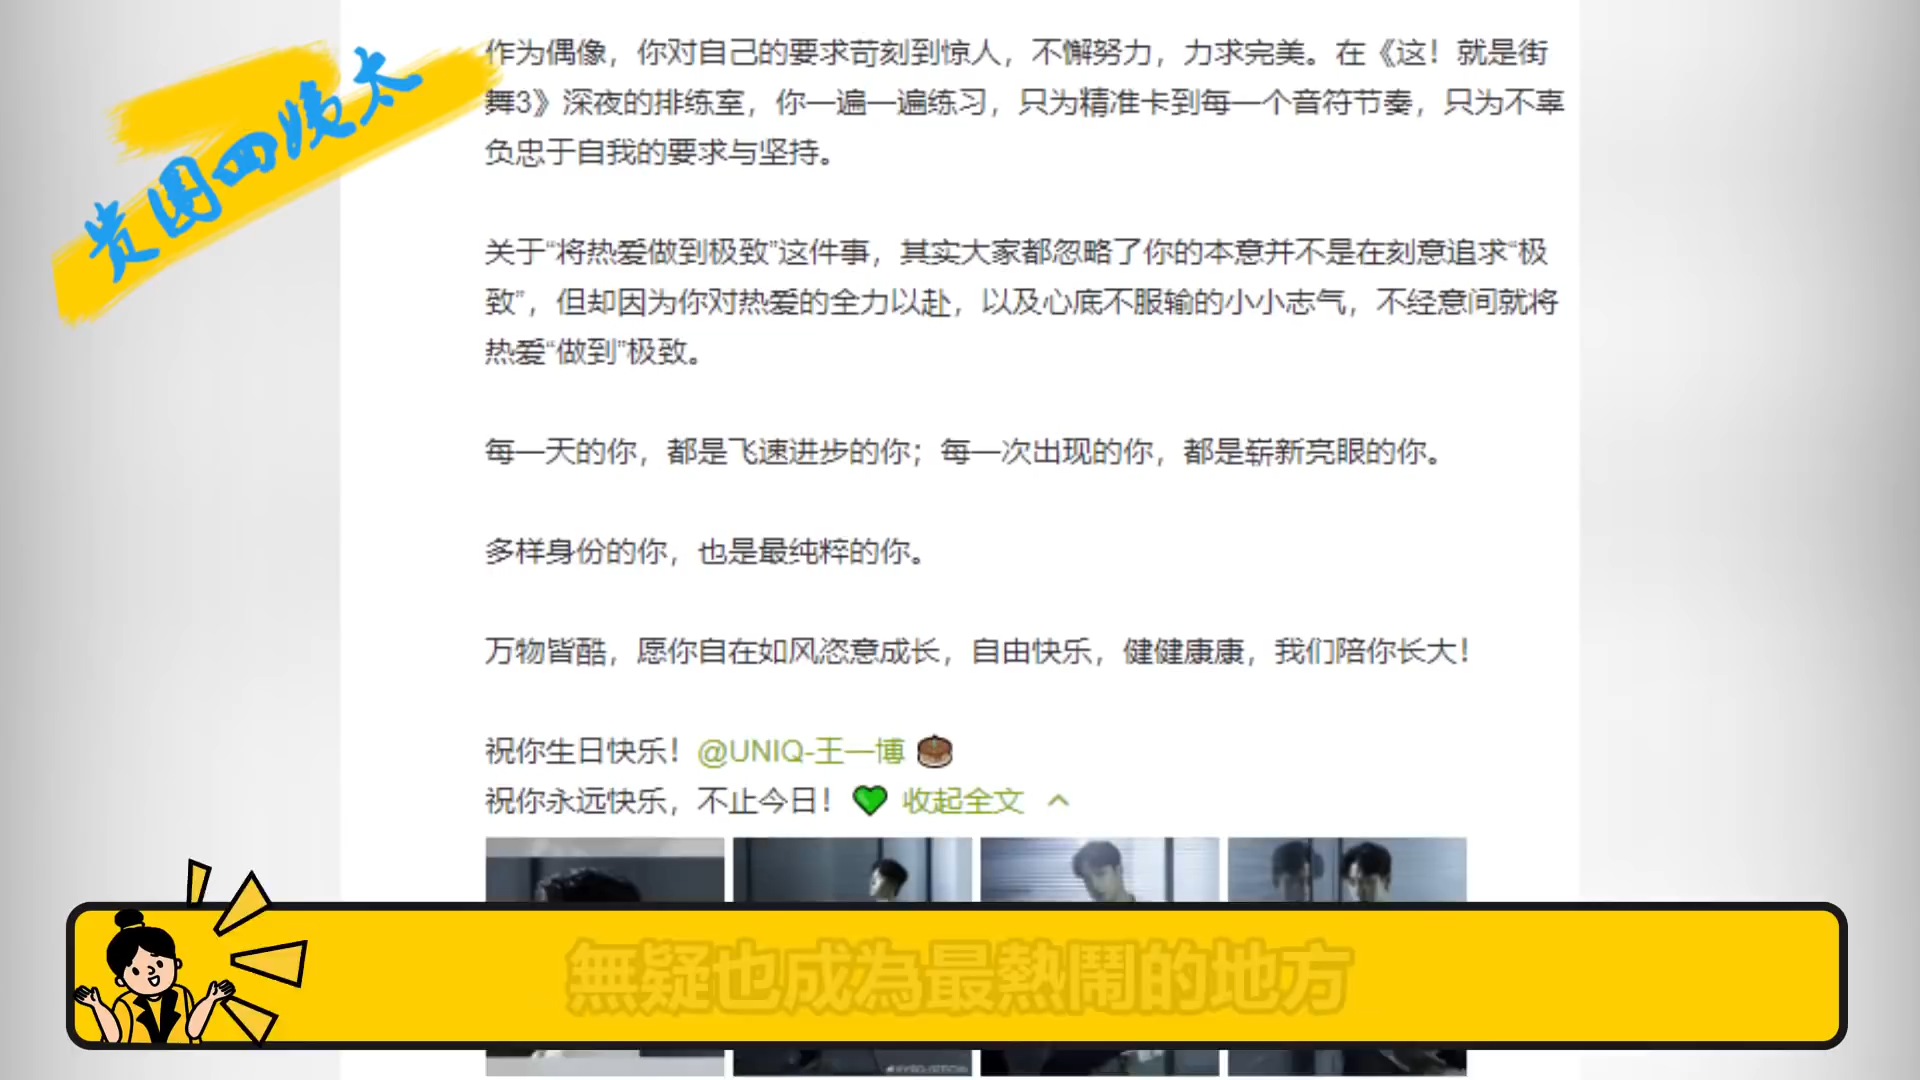 贵圈四姨太
作为偶像，你对自己的要求苛刻到惊人，不懈努力，力求完美。在《这！就是街
舞3》深夜的排练室，你一遍一遍练习，只为精准卡到每一个音符节奏，只为不辜
负忠于自我的要求与坚持。
关于“将热爱做到极致”这件事，其实大家都忽略了你的本意并不是在刻意追求“极
致”，但却因为你对热爱的全力以赴，以及心底不服输的小小志气，不经意间就将
热爱“做到”极致。
每一天的你，都是飞速进步的你；每一次出现的你，都是崭新亮眼的你。
多样身份的你，也是最纯粹的你。
万物皆酷，愿你自在如风恣意成长，自由快乐，健健康康，我们陪你长大！
祝你生日快乐！@UNIQ-王一博
祝你永远快乐，不止今日！ 收起全文
無疑也成為最熱鬧的地方